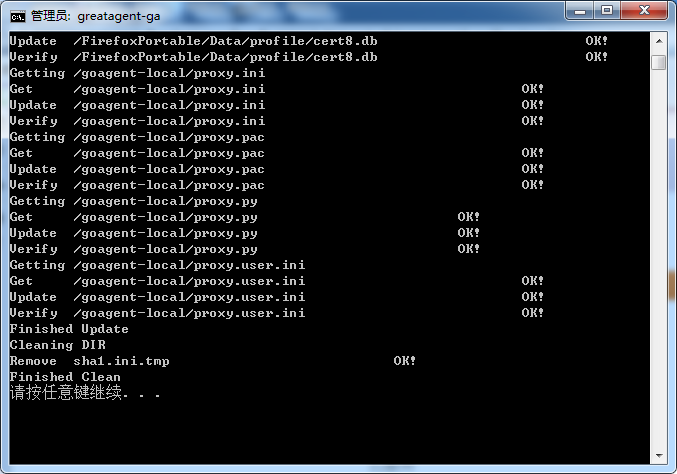 管理员: greatagent-ga
Update  /FirefoxPortable/Data/profile/cert8.db                          OK!
Verify  /FirefoxPortable/Data/profile/cert8.db                          OK!
Getting /goagent-local/proxy.ini
Get     /goagent-local/proxy.ini                                OK!
Update  /goagent-local/proxy.ini                                OK!
Verify  /goagent-local/proxy.ini                                OK!
Getting /goagent-local/proxy.pac
Get     /goagent-local/proxy.pac                                OK!
Update  /goagent-local/proxy.pac                                OK!
Verify  /goagent-local/proxy.pac                                OK!
Getting /goagent-local/proxy.py
Get     /goagent-local/proxy.py                         OK!
Update  /goagent-local/proxy.py                         OK!
Verify  /goagent-local/proxy.py                         OK!
Getting /goagent-local/proxy.user.ini
Get     /goagent-local/proxy.user.ini                           OK!
Update  /goagent-local/proxy.user.ini                           OK!
Verify  /goagent-local/proxy.user.ini                           OK!
Finished Update
Cleaning DIR
Remove  sha1.ini.tmp                            OK!
Finished Clean
请按任意键继续. . .